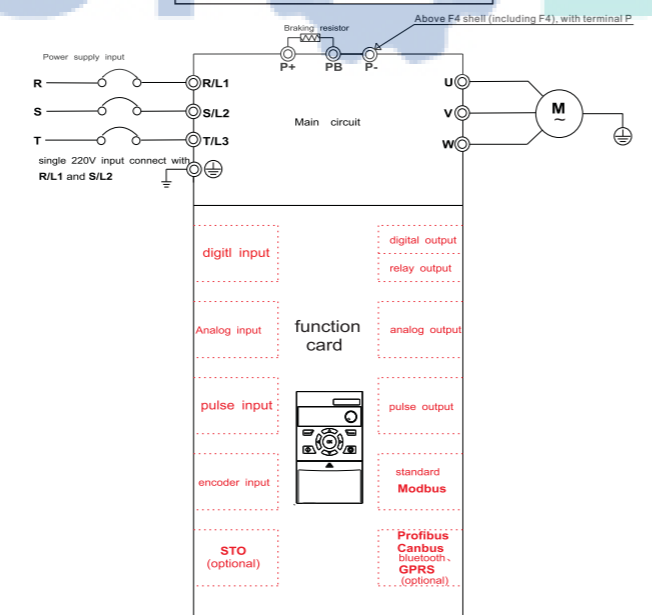 Above F4 shell (including F4), with terminal P
Braking resistor
P+ PB P-
Power supply input
R R/L1
S S/L2
T T/L3
single 220V input connect with
R/L1 and S/L2
Main circuit
U
V
W
M
~
digitl input
digital output
relay output
Analog input
function
card
analog output
pulse input
pulse output
encoder input
standard
Modbus
STO
(optional)
Profibus
Canbus
bluetooth、
GPRS
(optional)